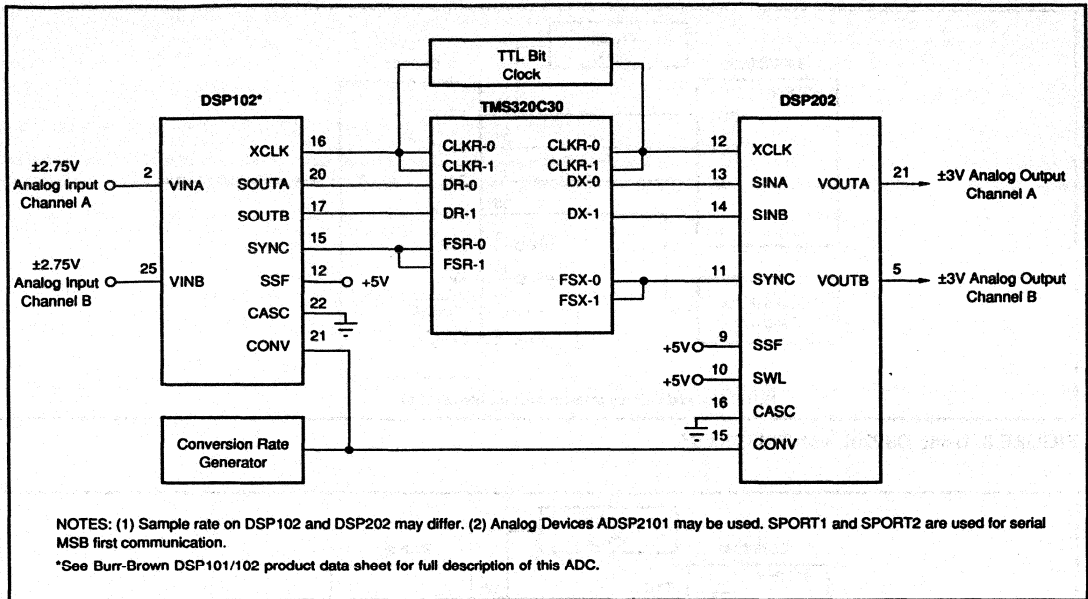 TTL Bit
Clock
DSP102*
TMS320C30
DSP202
16
XCLK
CLKR-0
CLKR-0
12
XCLK
CLKR-1
CLKR-1
±2.75V
Analog Input
Channel A
2
VINA
20
SOUTA
DR-0
DX-0
13
SINA
VOUTA
21
±3V Analog Output
Channel A
17
SOUTB
DR-1
DX-1
14
SINB
15
SYNC
FSR-0
FSR-1
±2.75V
Analog Input
Channel B
25
VINB
12
SSF
+5V
FSX-0
FSX-1
11
SYNC
VOUTB
5
±3V Analog Output
Channel B
22
CASC
21
CONV
+5V
9
SSF
+5V
10
SWL
16
CASC
15
CONV
Conversion Rate
Generator
NOTES: (1) Sample rate on DSP102 and DSP202 may differ. (2) Analog Devices ADSP2101 may be used. SPORT1 and SPORT2 are used for serial
MSB first communication.
*See Burr-Brown DSP101/102 product data sheet for full description of this ADC.